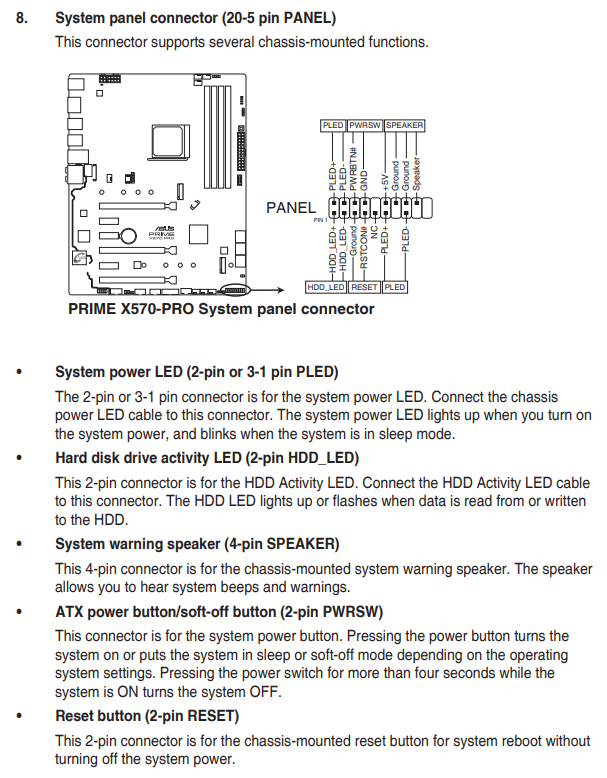 8. System panel connector (20-5 pin PANEL)
This connector supports several chassis-mounted functions.
PLED PWRSW SPEAKER
PLED+
PLED-
PWRBTN#
GND
+5V
Ground
Ground
Speaker
PANEL
PIN 1
HDD_LED+
HDD_LED-
Ground
RSTCON#
NC
PLED+
PLED-
HDD_LED RESET PLED
ASUS
PRIME
X570-PRO
PRIME X570-PRO System panel connector
• System power LED (2-pin or 3-1 pin PLED)
The 2-pin or 3-1 pin connector is for the system power LED. Connect the chassis
power LED cable to this connector. The system power LED lights up when you turn on
the system power, and blinks when the system is in sleep mode.
• Hard disk drive activity LED (2-pin HDD_LED)
This 2-pin connector is for the HDD Activity LED. Connect the HDD Activity LED cable
to this connector. The HDD LED lights up or flashes when data is read from or written
to the HDD.
• System warning speaker (4-pin SPEAKER)
This 4-pin connector is for the chassis-mounted system warning speaker. The speaker
allows you to hear system beeps and warnings.
• ATX power button/soft-off button (2-pin PWRSW)
This connector is for the system power button. Pressing the power button turns the
system on or puts the system in sleep or soft-off mode depending on the operating
system settings. Pressing the power switch for more than four seconds while the
system is ON turns the system OFF.
• Reset button (2-pin RESET)
This 2-pin connector is for the chassis-mounted reset button for system reboot without
turning off the system power.